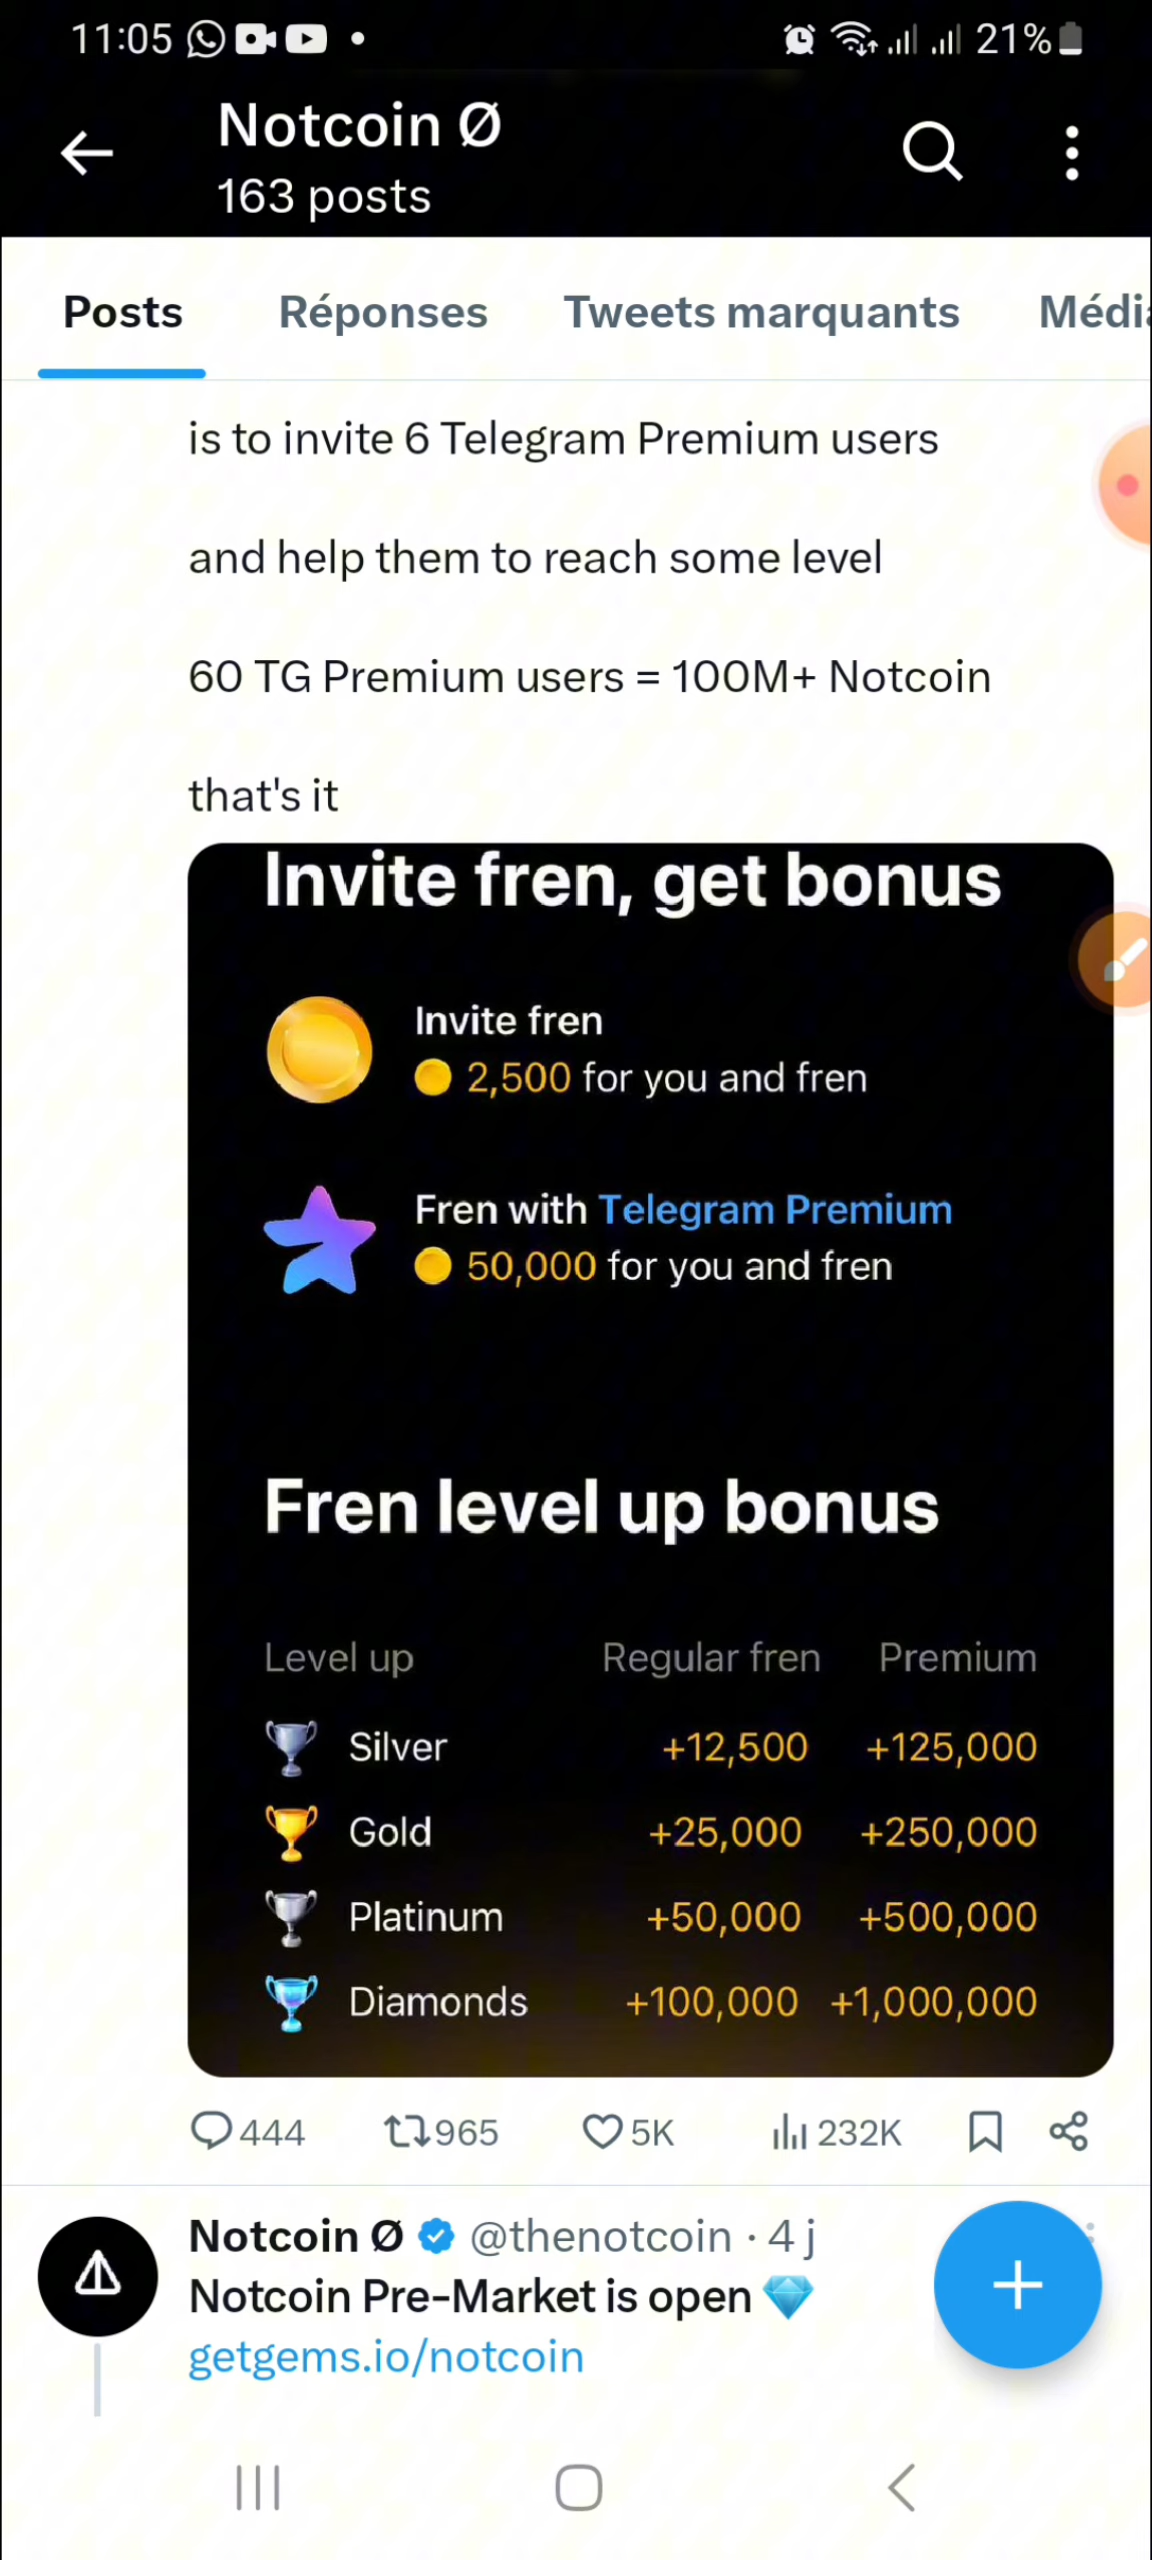 11:05 21%
Notcoin Ø
163 posts
Posts Réponses Tweets marquants Médi
is to invite 6 Telegram Premium users
and help them to reach some level
60 TG Premium users = 100M+ Notcoin
that's it
Invite fren, get bonus
Invite fren
2,500 for you and fren
Fren with Telegram Premium
50,000 for you and fren
Fren level up bonus
Level up Regular fren Premium
Silver +12,500 +125,000
Gold +25,000 +250,000
Platinum +50,000 +500,000
Diamonds +100,000 +1,000,000
444 965 5K 232K
Notcoin Ø @thenotcoin · 4 j
Notcoin Pre-Market is open
getgems.io/notcoin